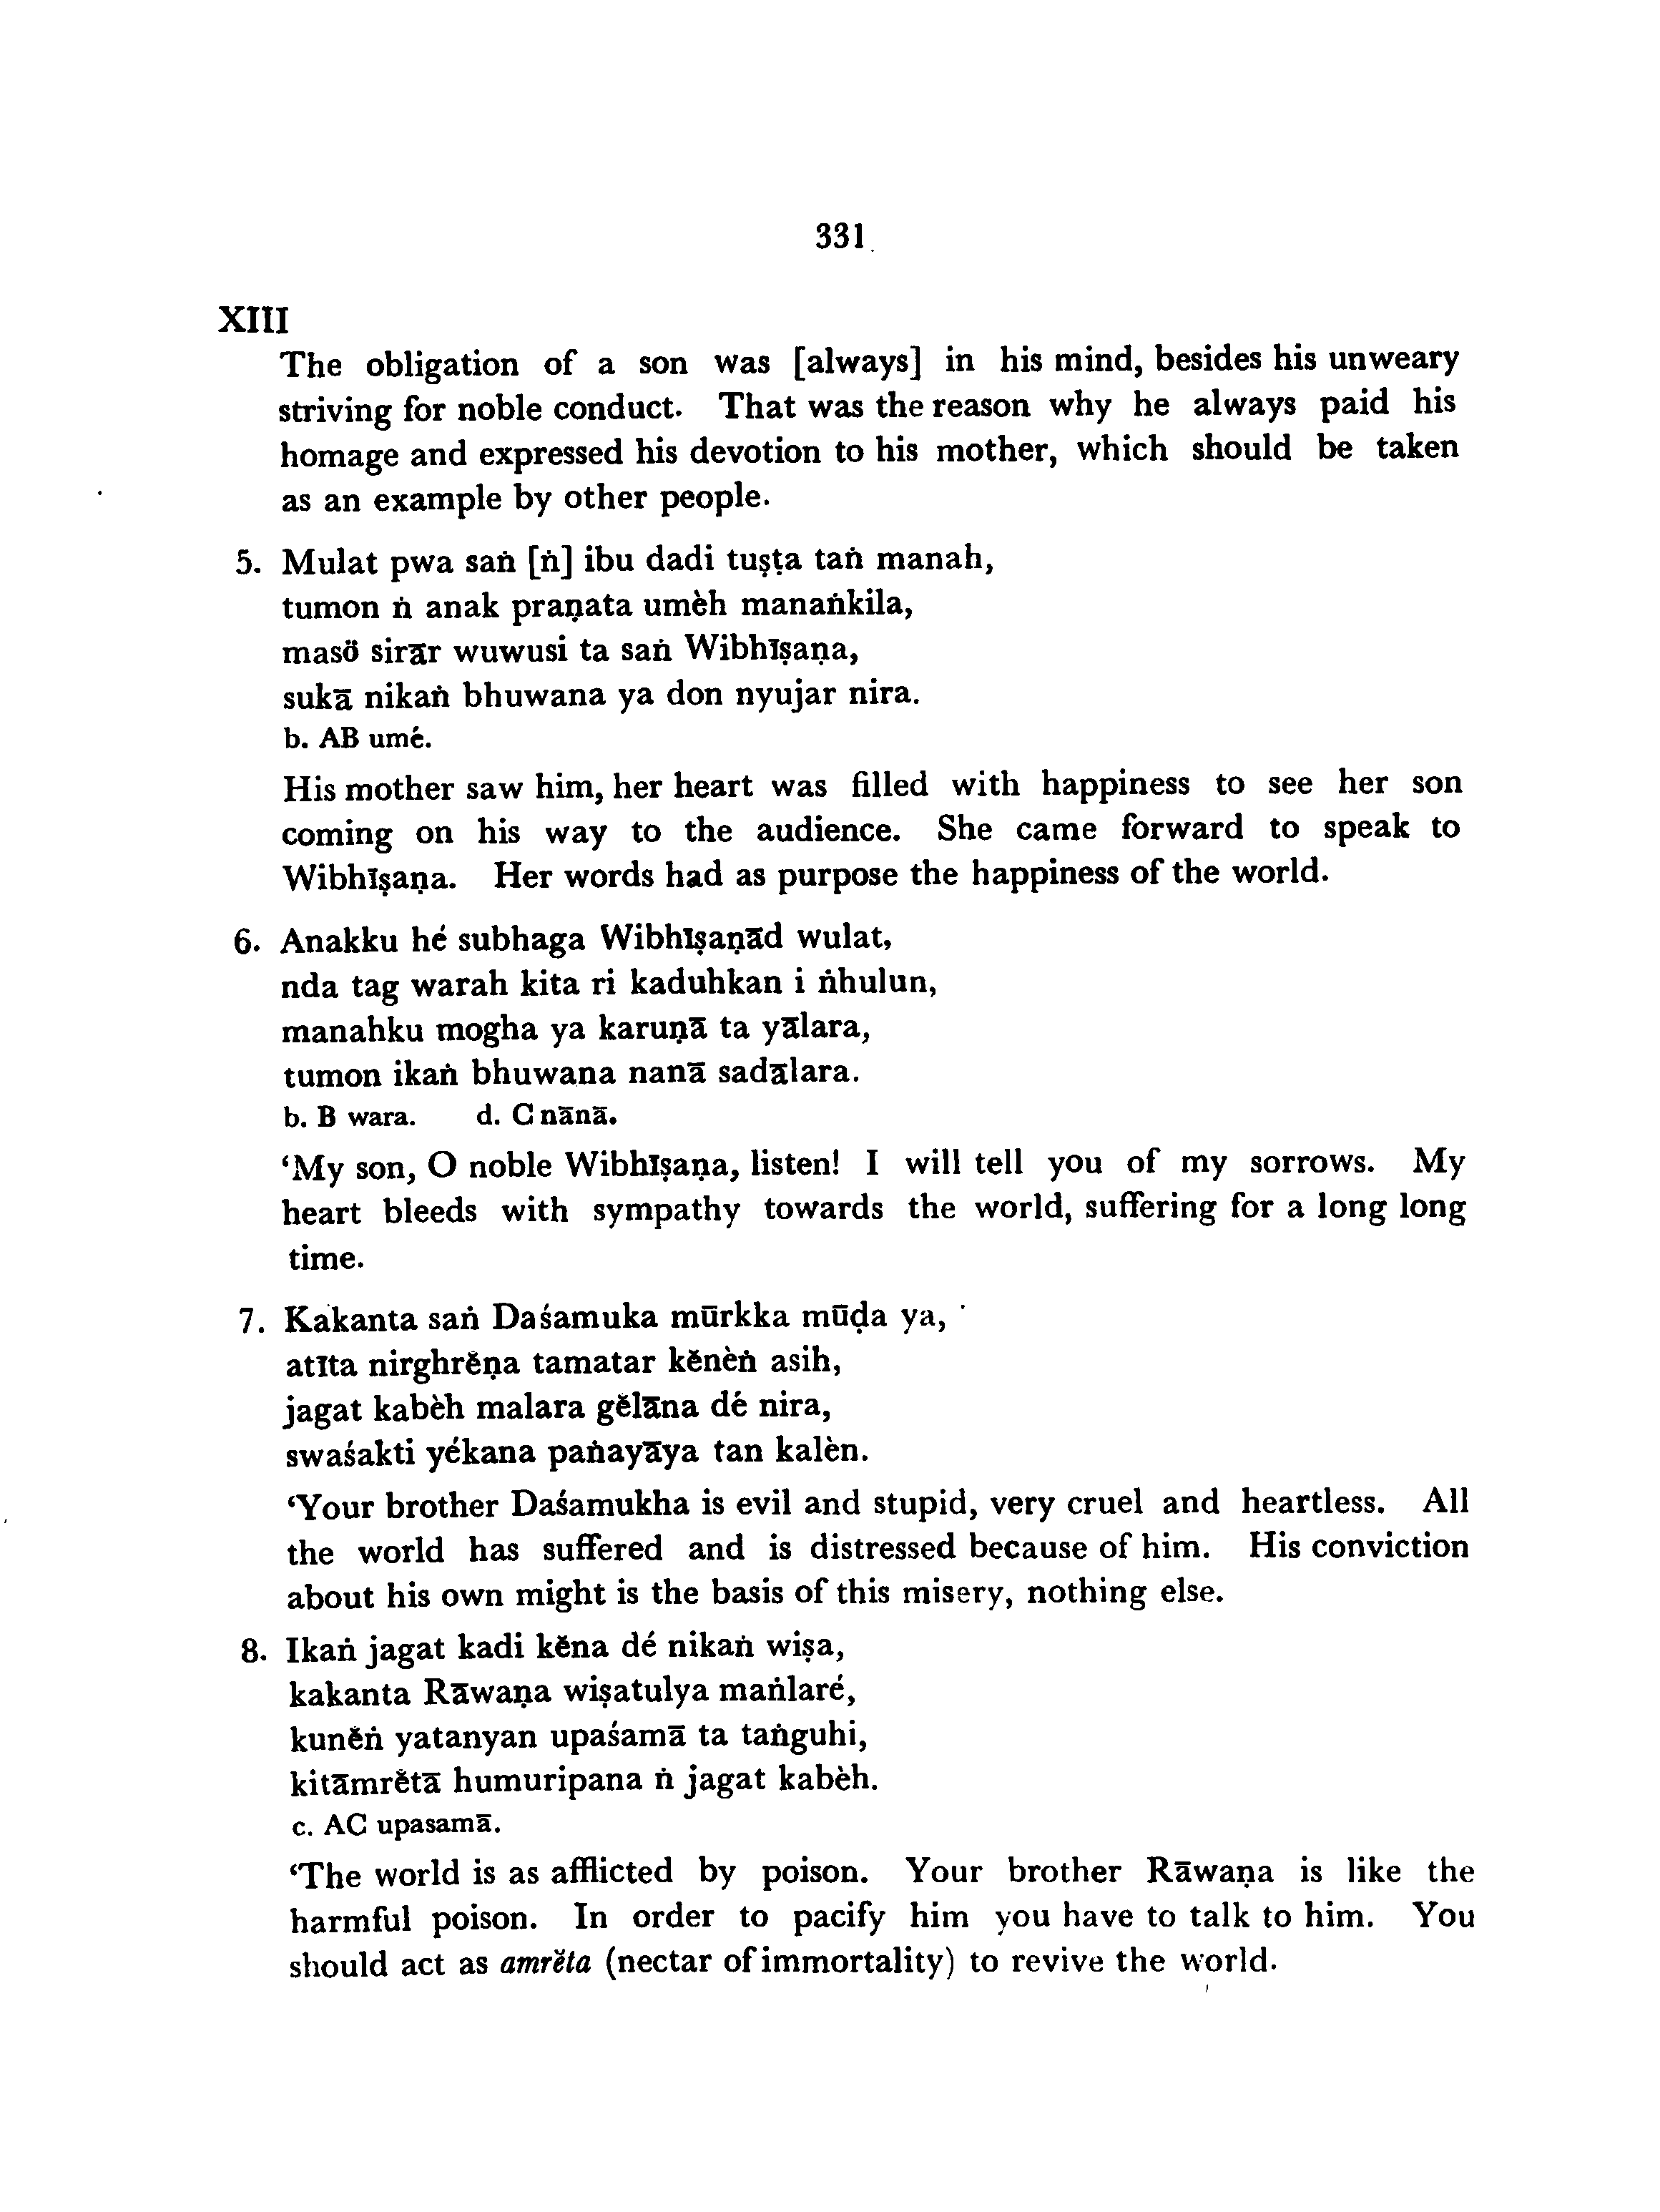 331
XIII
The obligation of a son was [always] in his mind, besides his unweary
striving for noble conduct. That was the reason why he always paid his
homage and expressed his devotion to his mother, which should be taken
as an example by other people.
5. Mulat pwa saṅ [ṅ] ibu dadi tuṣṭa taṅ manah,
tumon ṅ anak praṇata umèh manaṅkila,
masö sirār wuwusi ta saṅ Wibhīṣaṇa,
sukā nikaṅ bhuwana ya don nyujar nira.
b. AB umé.
His mother saw him, her heart was filled with happiness to see her son
coming on his way to the audience. She came forward to speak to
Wibhīṣaṇa. Her words had as purpose the happiness of the world.
6. Anakku hé subhaga Wibhīṣaṇād wulat,
nda tag warah kita ri kaduhkan i ṅhulun,
manahku mogha ya karuṇā ta yālara,
tumon ikaṅ bhuwana nanā sadālara.
b. B wara. d. C nānā.
‘My son, O noble Wibhīṣaṇa, listen! I will tell you of my sorrows. My
heart bleeds with sympathy towards the world, suffering for a long long
time.
7. Kakanta saṅ Daśamuka mūrkka mūḍa ya,
atīta nirghrĕṇa tamatar kĕnèṅ asih,
jagat kabèh malara gĕlāna dé nira,
swaśakti yékana paṅayāya tan kalèn.
‘Your brother Daśamukha is evil and stupid, very cruel and heartless. All
the world has suffered and is distressed because of him. His conviction
about his own might is the basis of this misery, nothing else.
8. Ikaṅ jagat kadi kĕna dé nikaṅ wiṣa,
kakanta Rāwaṇa wiṣatulya maṅlaré,
kunĕṅ yatanyan upaśamā ta taṅguhi,
kitāmrĕtā humuripana ṅ jagat kabèh.
c. AC upasamā.
‘The world is as afflicted by poison. Your brother Rāwaṇa is like the
harmful poison. In order to pacify him you have to talk to him. You
should act as amrĕta (nectar of immortality) to revive the world.